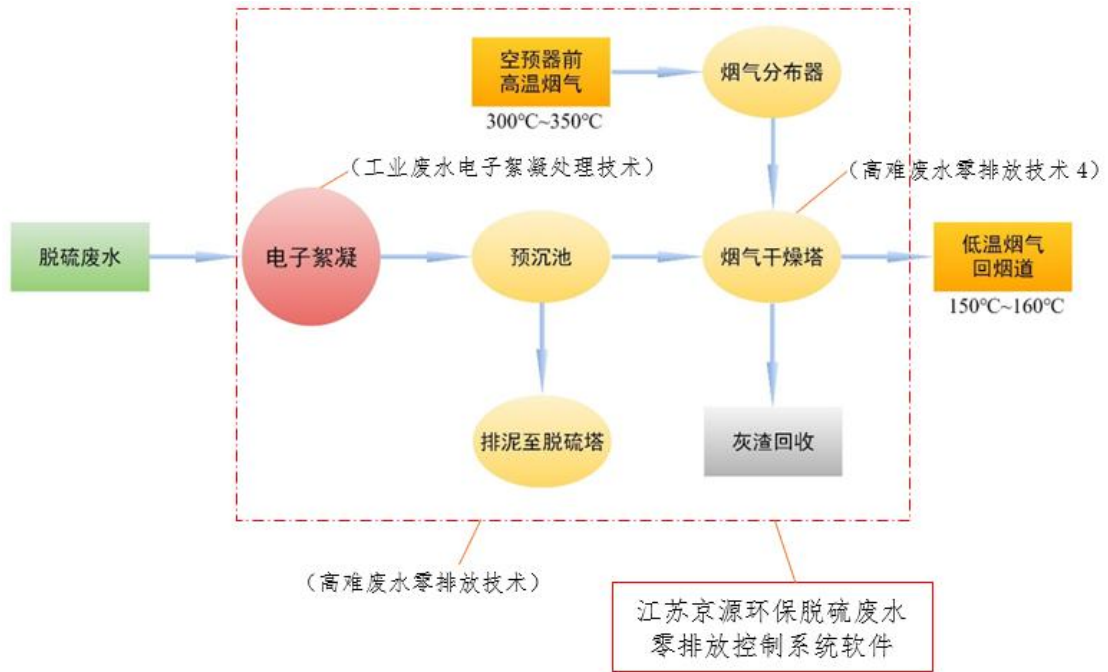 空预器前
高温烟气
300℃~350℃
烟气分布器
（工业废水电子絮凝处理技术）
（高难废水零排放技术 4）
脱硫废水
电子絮凝
预沉池
烟气干燥塔
低温烟气
回烟道
150℃~160℃
排泥至脱硫塔
灰渣回收
（高难废水零排放技术）
江苏京源环保脱硫废水
零排放控制系统软件